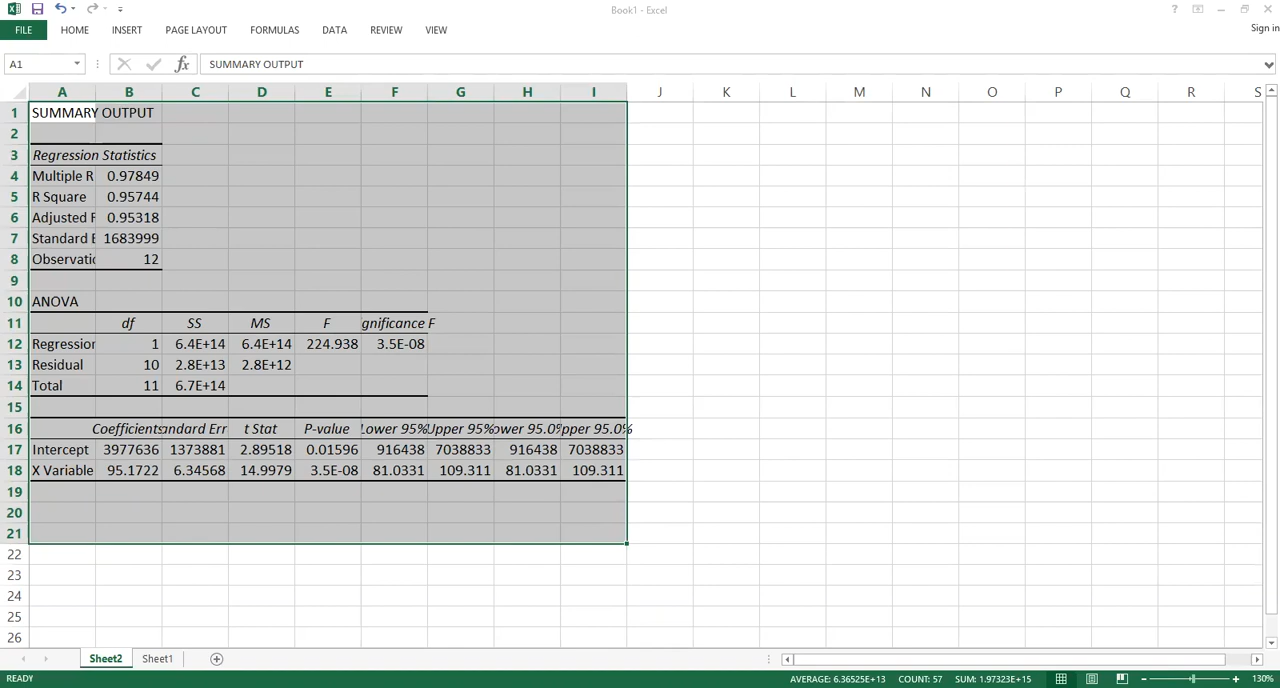 Book1 - Excel
FILE HOME INSERT PAGE LAYOUT FORMULAS DATA REVIEW VIEW Sign in
A1 fx SUMMARY OUTPUT
A B C D E F G H I J K L M N O P Q R S
1 SUMMARY OUTPUT
2
3 Regression Statistics
4 Multiple R 0.97849
5 R Square 0.95744
6 Adjusted R 0.95318
7 Standard E 1683999
8 Observatio 12
9
10 ANOVA
11 df SS MS F gnificance F
12 Regression 1 6.4E+14 6.4E+14 224.938 3.5E-08
13 Residual 10 2.8E+13 2.8E+12
14 Total 11 6.7E+14
15
16 Coefficients andard Err t Stat P-value Lower 95% Upper 95% ower 95.0% pper 95.0%
17 Intercept 3977636 1373881 2.89518 0.01596 916438 7038833 916438 7038833
18 X Variable 95.1722 6.34568 14.9979 3.5E-08 81.0331 109.311 81.0331 109.311
19
20
21
22
23
24
25
26
Sheet2 Sheet1
READY AVERAGE: 6.36525E+13 COUNT: 57 SUM: 1.97323E+15 130%